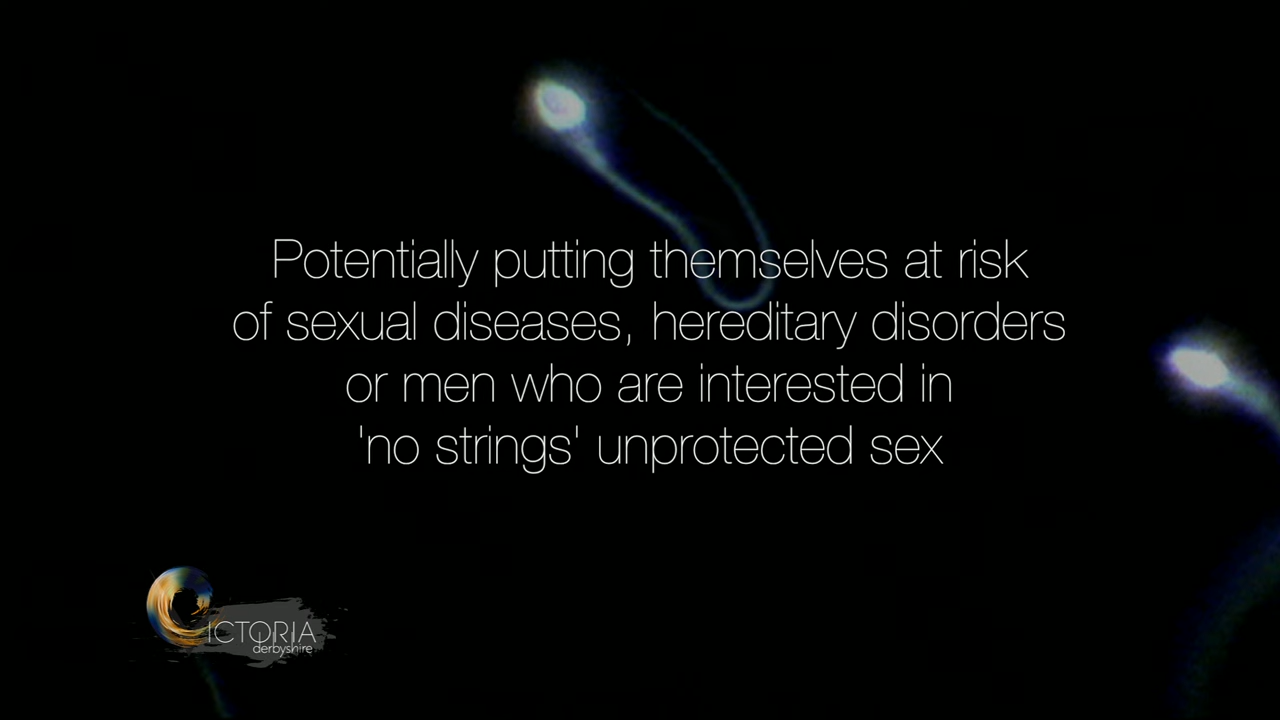 Potentially putting themselves at risk
of sexual diseases, hereditary disorders
or men who are interested in
'no strings' unprotected sex
ICTORIA
derbyshire